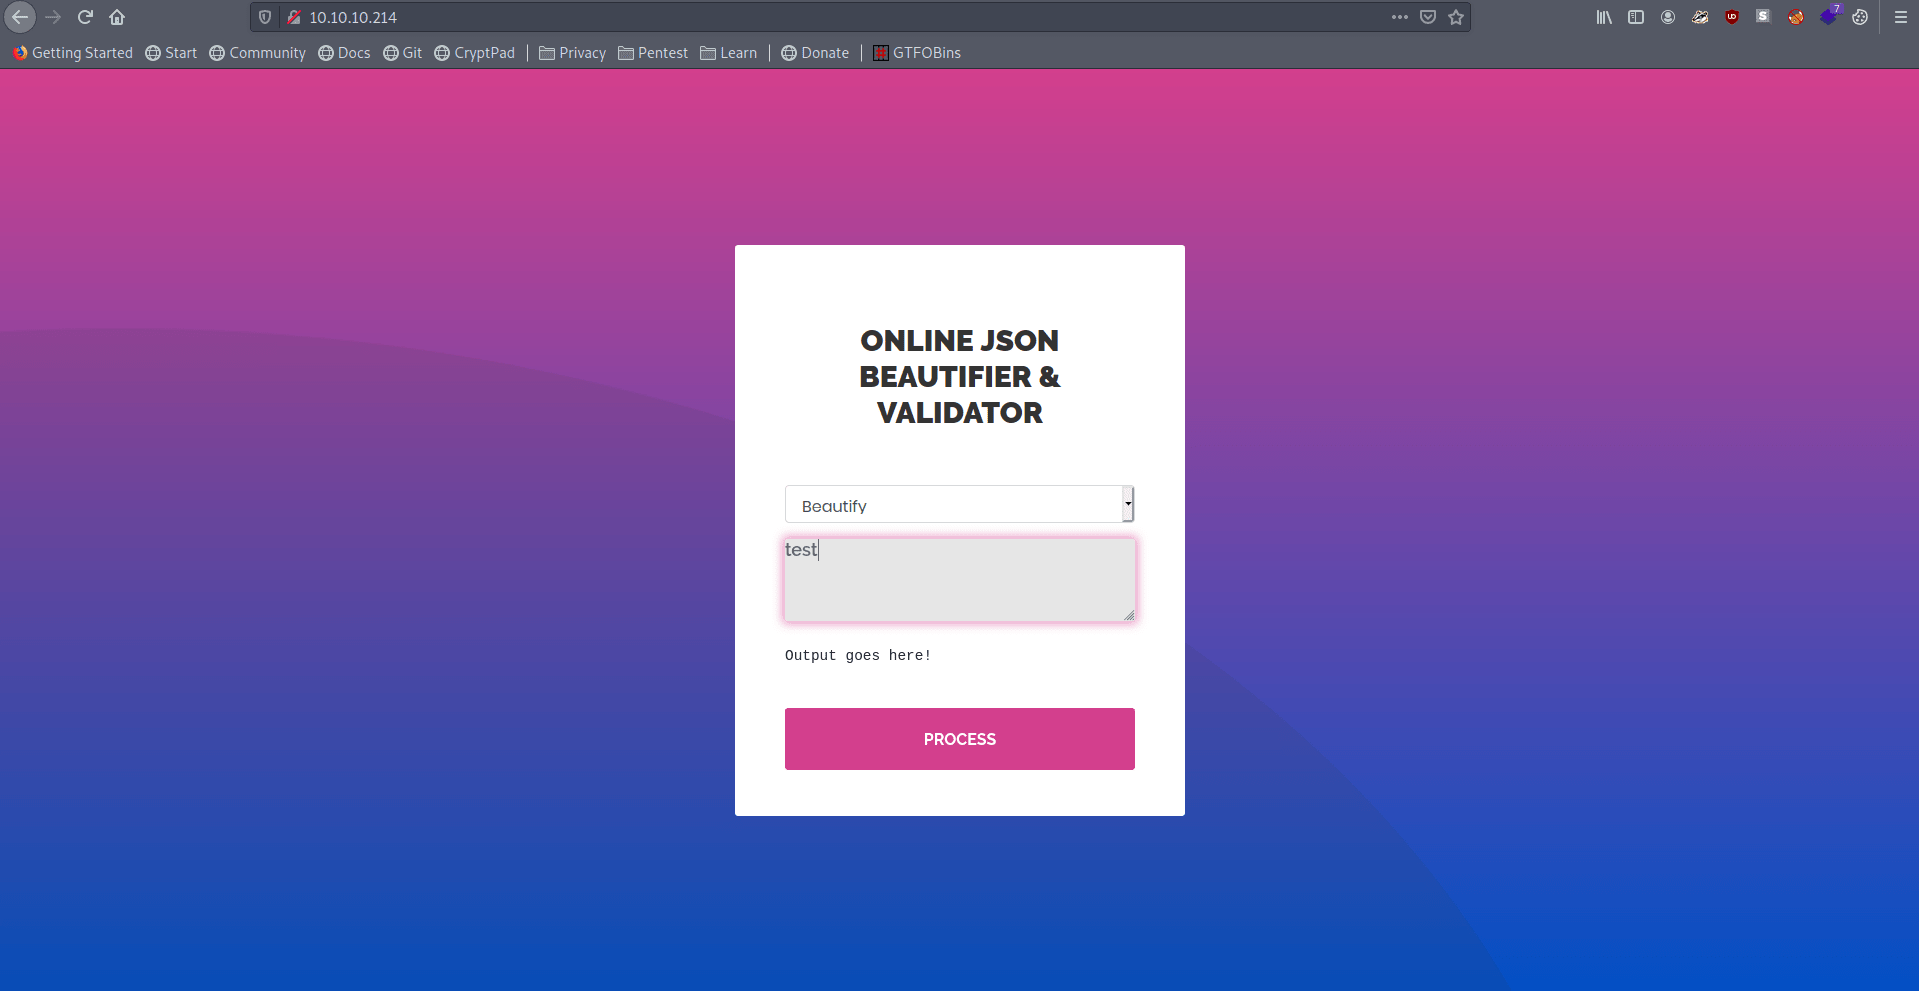 10.10.10.214
7
Getting Started Start Community Docs Git CryptPad Privacy Pentest Learn Donate GTFOBins
ONLINE JSON
BEAUTIFIER &
VALIDATOR
Beautify
test
Output goes here!
PROCESS